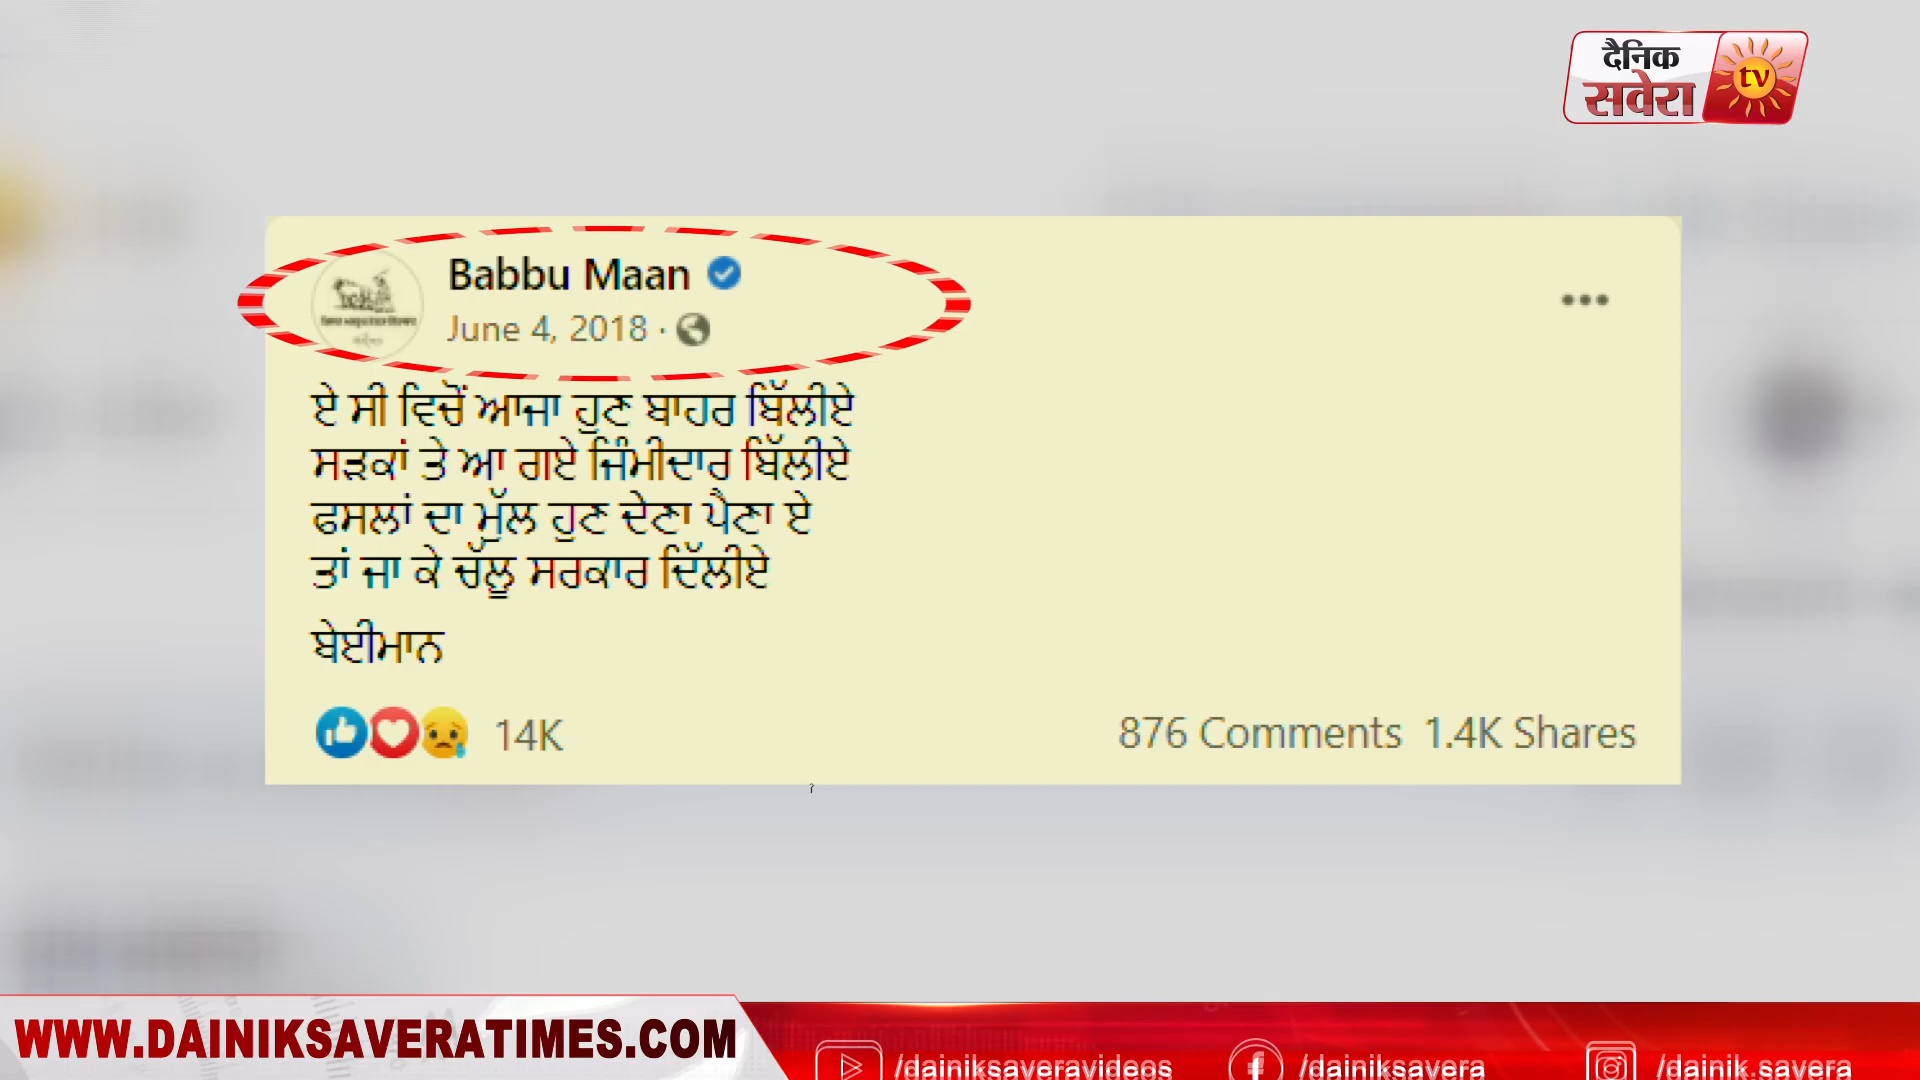 दैनिक
सवेरा
tv
Babbu Maan
June 4, 2018 ·
ਏ ਸੀ ਵਿਚੋਂ ਆਜਾ ਹੁਣ ਬਾਹਰ ਬਿੱਲੀਏ
ਸੜਕਾਂ ਤੇ ਆ ਗਏ ਜਿੰਮੀਦਾਰ ਬਿੱਲੀਏ
ਫਸਲਾਂ ਦਾ ਮੁੱਲ ਹੁਣ ਦੇਣਾ ਪੈਣਾ ਏ
ਤਾਂ ਜਾ ਕੇ ਚੱਲੂ ਸਰਕਾਰ ਦਿੱਲੀਏ
ਬੇਈਮਾਨ
14K
876 Comments 1.4K Shares
WWW.DAINIKSAVERATIMES.COM
/dainiksaveravideos /dainiksavera /dainik.savera